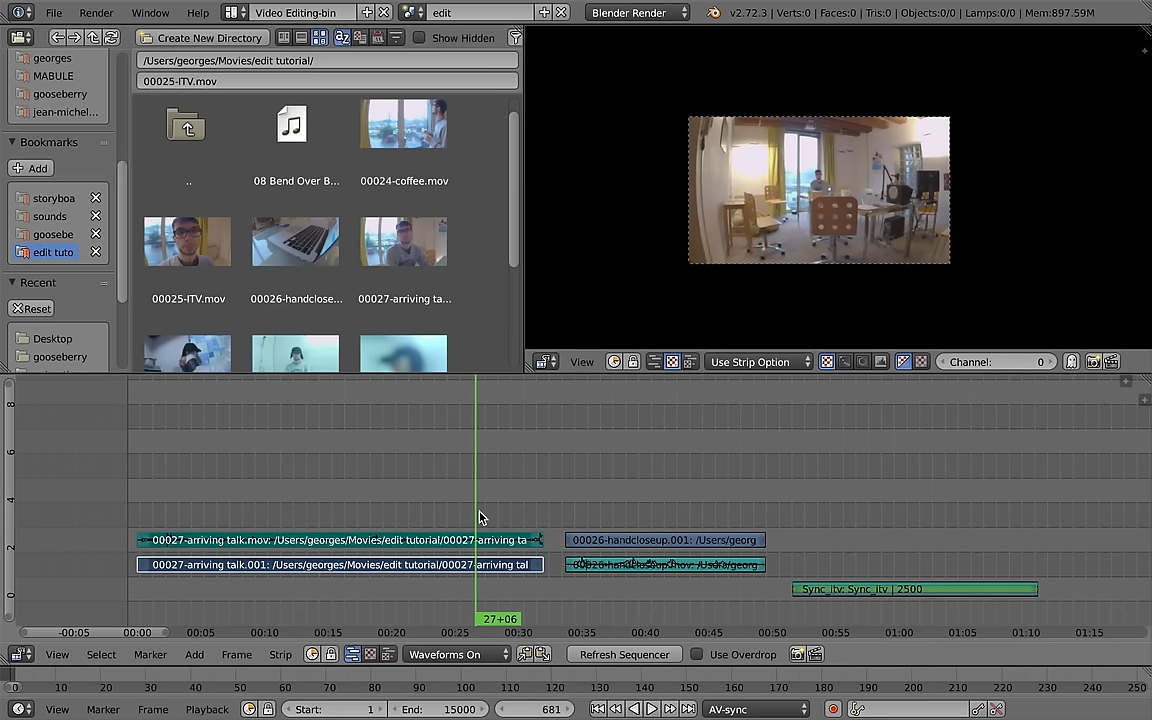 File Render Window Help Video Editing-bin edit Blender Render v2.72.3 | Verts:0 | Faces:0 | Tris:0 | Objects:0/0 | Lamps:0/0 | Mem:897.59M
Create New Directory Show Hidden
georges
MABULE
gooseberry
jean-michel...
Bookmarks
Add
storyboa
sounds
goosebe
edit tuto
Recent
Reset
Desktop
gooseberry
/Users/georges/Movies/edit tutorial/
00025-ITV.mov
.. 08 Bend Over B... 00024-coffee.mov
00025-ITV.mov 00026-handclose... 00027-arriving ta...
View Use Strip Option Channel: 0
8
6
4
2
0
00027-arriving talk.mov: /Users/georges/Movies/edit tutorial/00027-arriving ta
00026-handcloseup.001: /Users/georg
00027-arriving talk.001: /Users/georges/Movies/edit tutorial/00027-arriving tal
00026-handcloseup.mov: /Users/georg
Sync_itv: Sync_itv | 2500
27+06
-00:05 00:00 00:05 00:10 00:15 00:20 00:25 00:30 00:35 00:40 00:45 00:50 00:55 01:00 01:05 01:10 01:15
View Select Marker Add Frame Strip Waveforms On Refresh Sequencer Use Overdrop
0 10 20 30 40 50 60 70 80 90 100 110 120 130 140 150 160 170 180 190 200 210 220 230 240 250
View Marker Frame Playback Start: 1 End: 15000 681 AV-sync